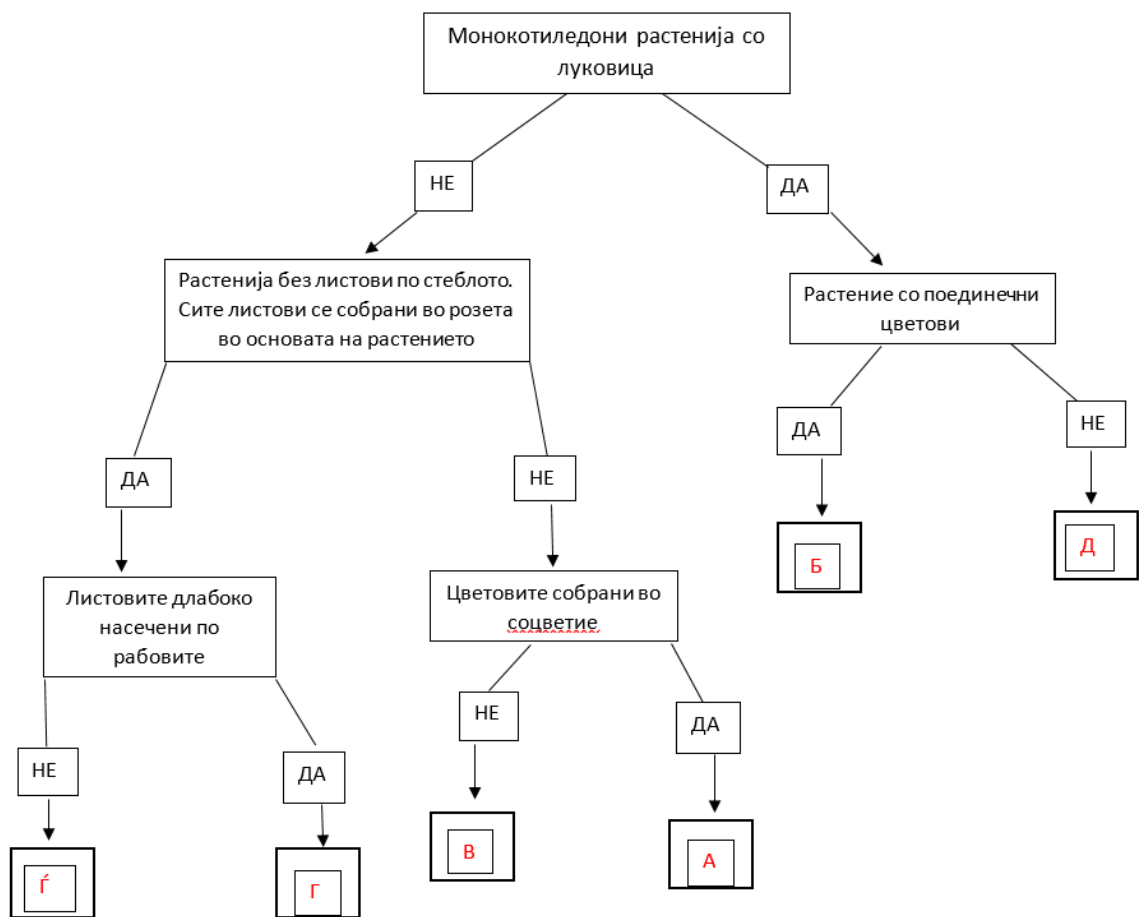 Монокотиледони растенија со
луковица
НЕ
ДА
Растенија без листови по стеблото.
Сите листови се собрани во розета
во основата на растението
Растение со поединечни
цветови
ДА
НЕ
ДА
НЕ
Б
Д
Листовите длабоко
насечени по
рабовите
Цветовите собрани во
соцветие
НЕ
ДА
НЕ
ДА
Ѓ
Г
В
А